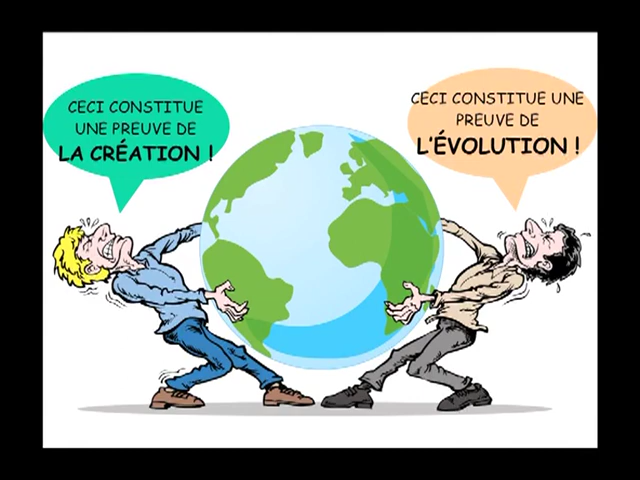 CECI CONSTITUE
UNE PREUVE DE
LA CRÉATION !
CECI CONSTITUE UNE
PREUVE DE
L'ÉVOLUTION !